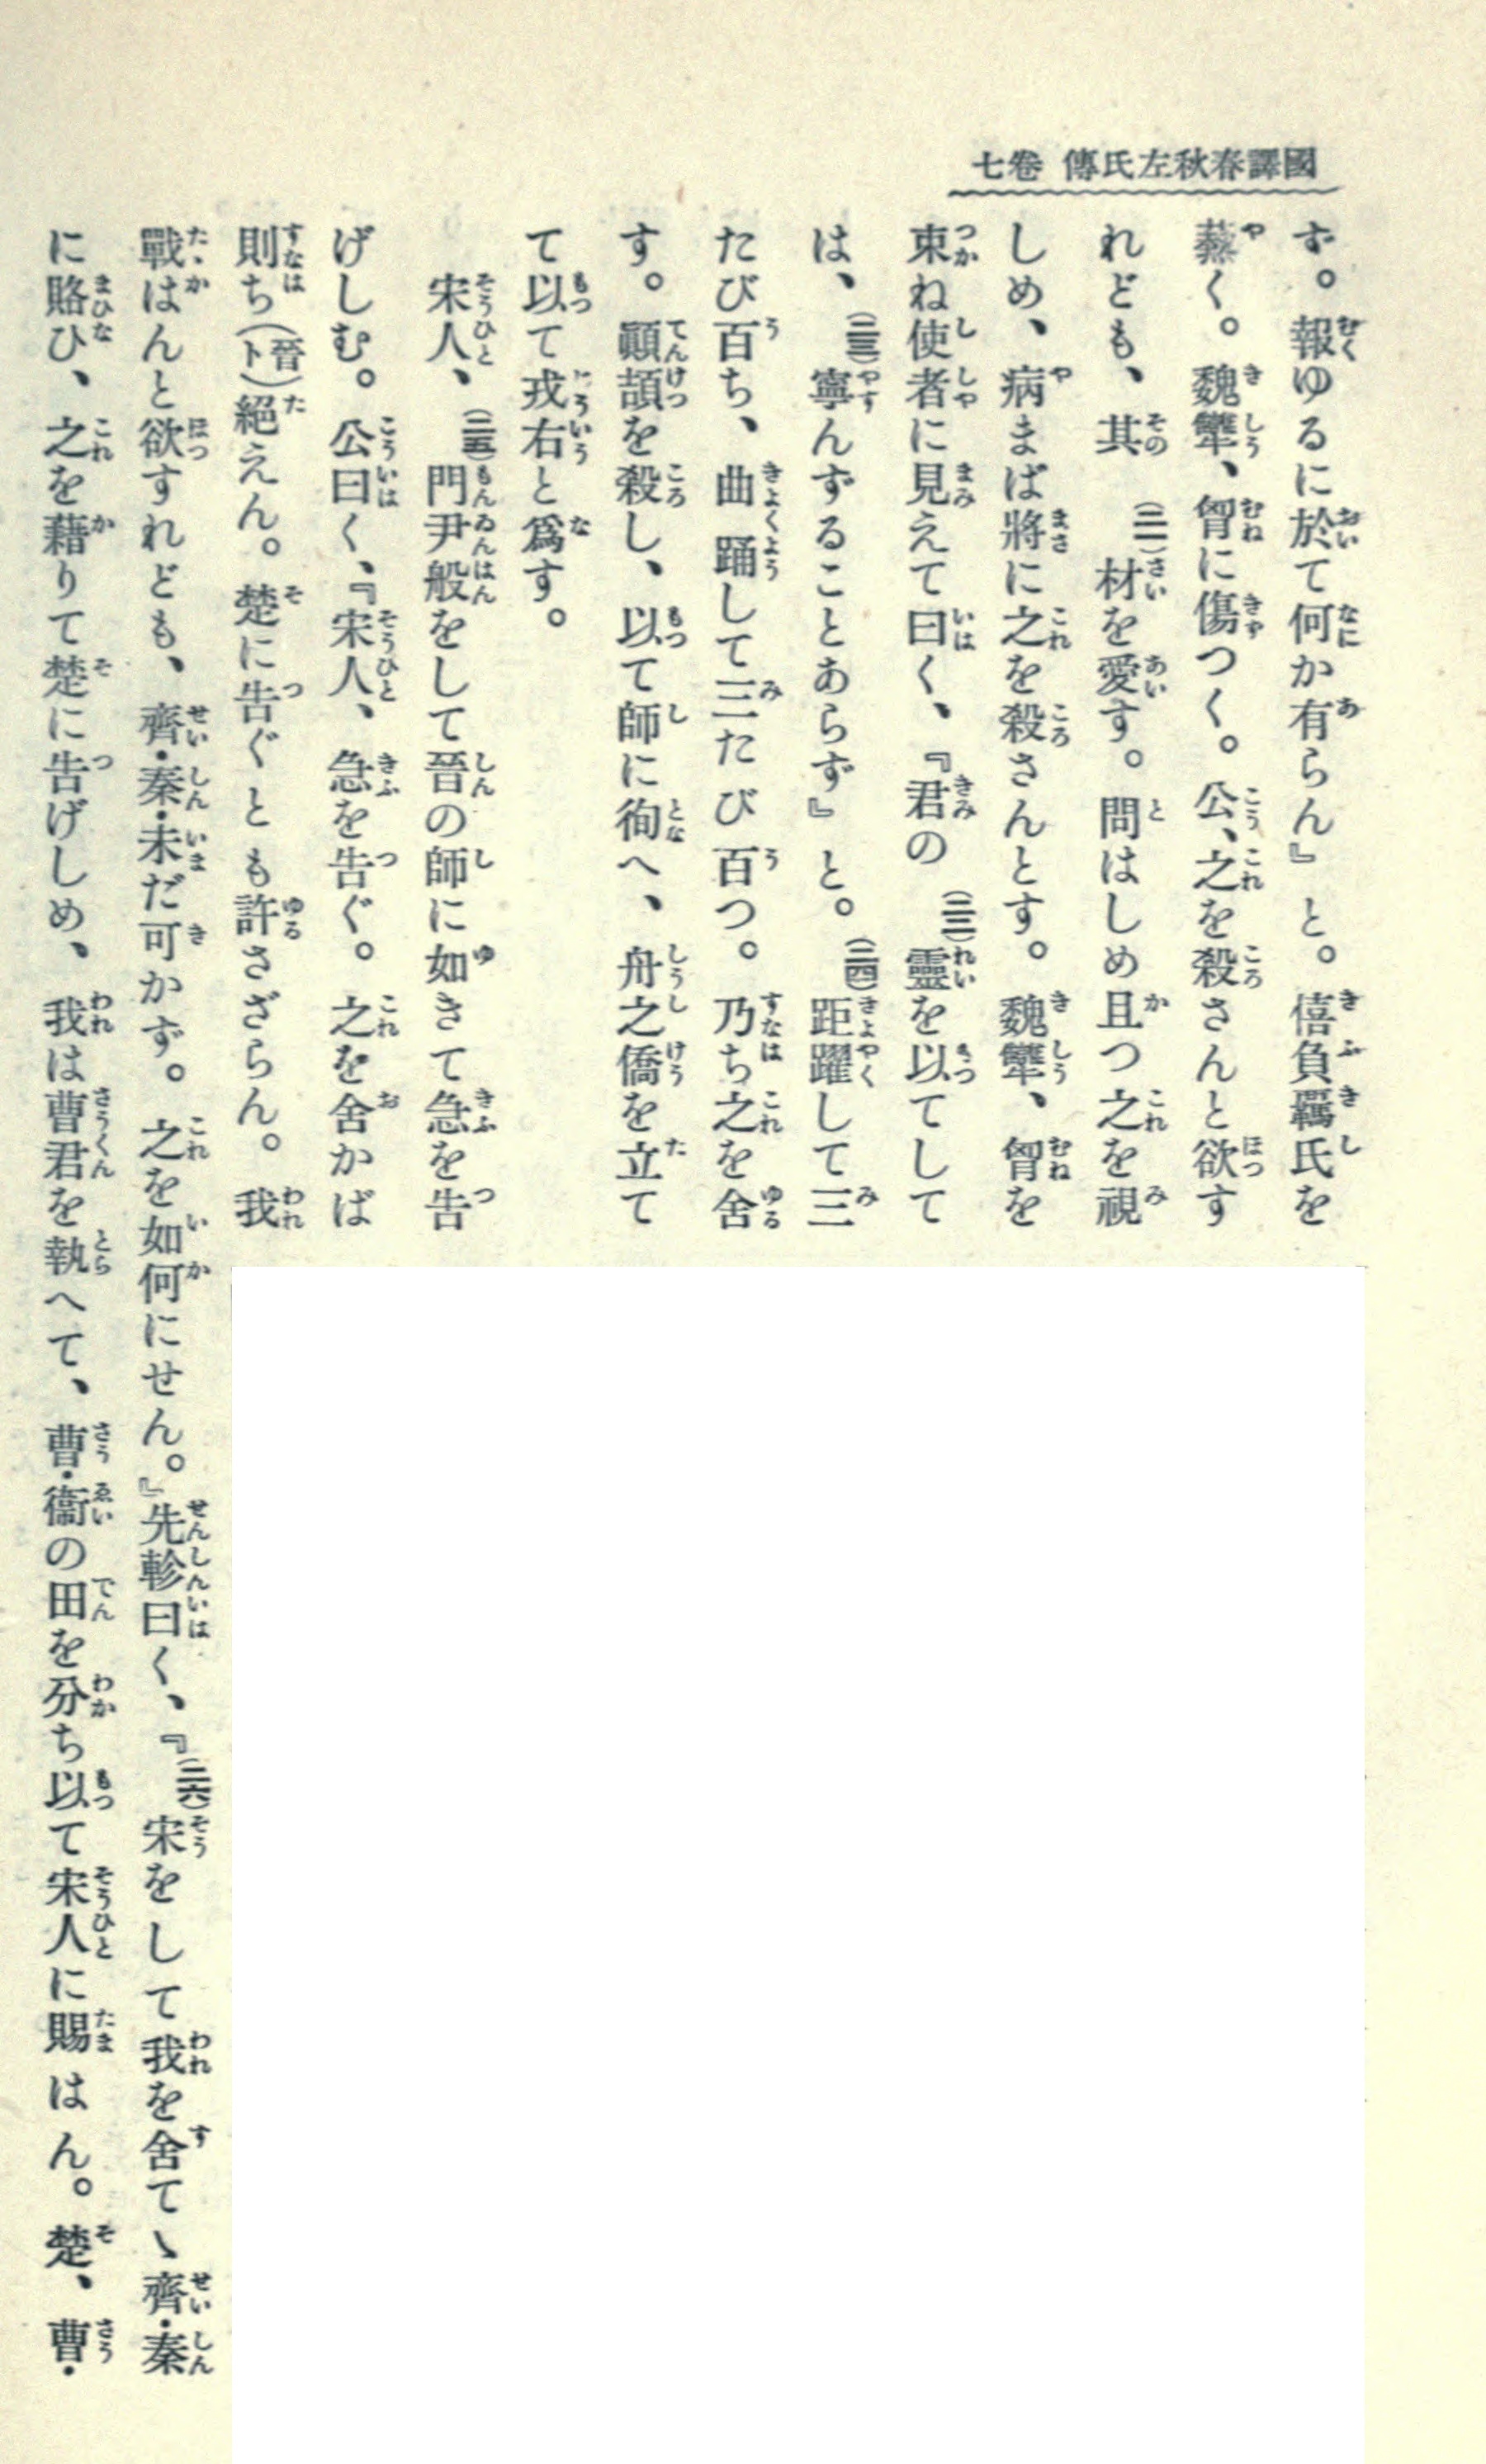 國譯春秋左氏傳 卷七
ず。報ゆるに於て何か有らん』と。僖負羈氏を
爇く。魏犨、胷に傷つく。公、之を殺さんと欲す
れども、其(三一)材を愛す。問はしめ且つ之を視
しめ、病まば將に之を殺さんとす。魏犨、胷を
束ね使者に見えて曰く、『君の(三二)靈を以てして
は、(三三)寧んずることあらず』と。(三四)距躍して三
たび百ち、曲踊して三たび百つ。乃ち之を舍
す。顚頡を殺し、以て師に徇へ、舟之僑を立て
て以て戎右と爲す。
宋人、(三五)門尹般をして晉の師に如きて急を告
げしむ。公曰く、『宋人、急を告ぐ。之を舍かば
則ち(晉ト)絕えん。楚に告ぐとも許さざらん。我
戰はんと欲すれども、齊・秦・未だ可かず。之を如何にせん。』先軫曰く、『(三六)宋をして我を舍てゝ齊・秦
に賂ひ、之を藉りて楚に告げしめ、我は曹君を執へて、曹・衞の田を分ち以て宋人に賜はん。楚、曹・